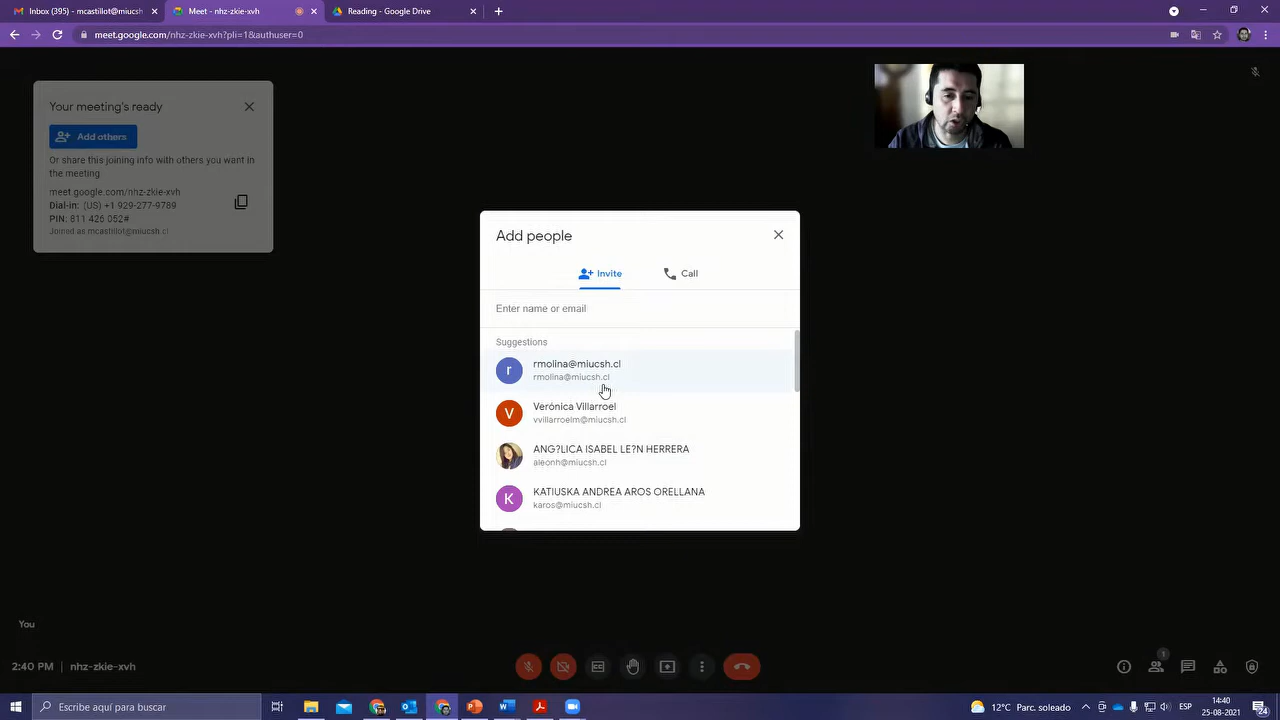 Inbox (395) - mastillot@miucsh
Meet - nhz-zkie-xvh
Reading - Google Drive
meet.google.com/nhz-zkie-xvh?pli=1&authuser=0
Your meeting's ready
Add others
Or share this joining info with others you want in
the meeting
meet.google.com/nhz-zkie-xvh
Dial-in: (US) +1 929-277-9789
PIN: 811 426 052#
Joined as mcastillot@miucsh.cl
Add people
Invite
Call
Enter name or email
Suggestions
r
rmolina@miucsh.cl
rmolina@miucsh.cl
V
Verónica Villarroel
vvillarroelm@miucsh.cl
ANG?LICA ISABEL LE?N HERRERA
aleonh@miucsh.cl
K
KATIUSKA ANDREA AROS ORELLANA
karos@miucsh.cl
You
2:40 PM | nhz-zkie-xvh
1
Escribe aquí para buscar
12°C Parc. soleado
ESP
14:40
25-08-2021